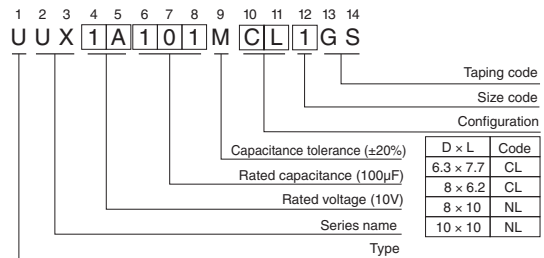 1 2 3 4 5 6 7 8 9 10 11 12 13 14
U U X 1 A 1 0 1 M C L 1 G S
Taping code
Size code
Configuration
Capacitance tolerance (±20%)
Rated capacitance (100µF)
Rated voltage (10V)
Series name
Type
D × L Code
6.3 × 7.7 CL
8 × 6.2 CL
8 × 10 NL
10 × 10 NL